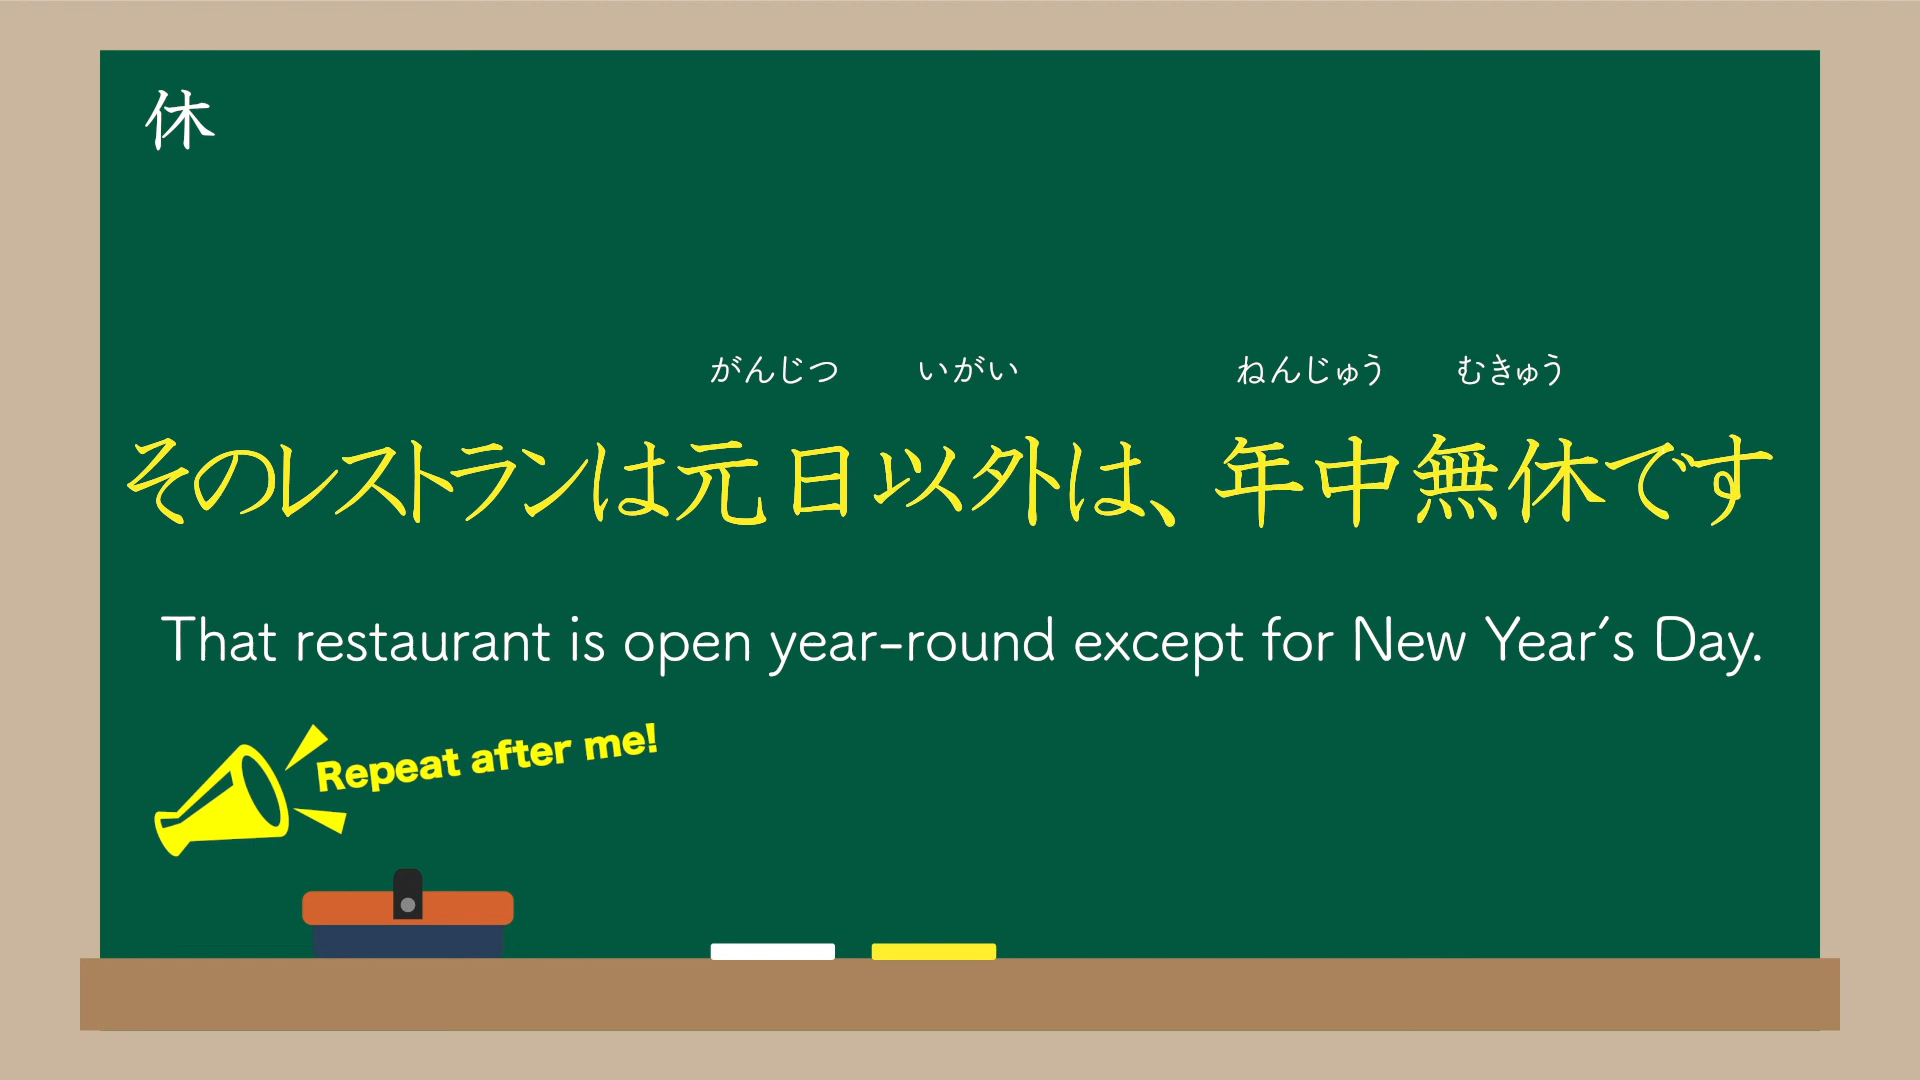 休
がんじつ いがい ねんじゅう むきゅう
そのレストランは元日以外は、年中無休です
That restaurant is open year-round except for New Year's Day.
Repeat after me!